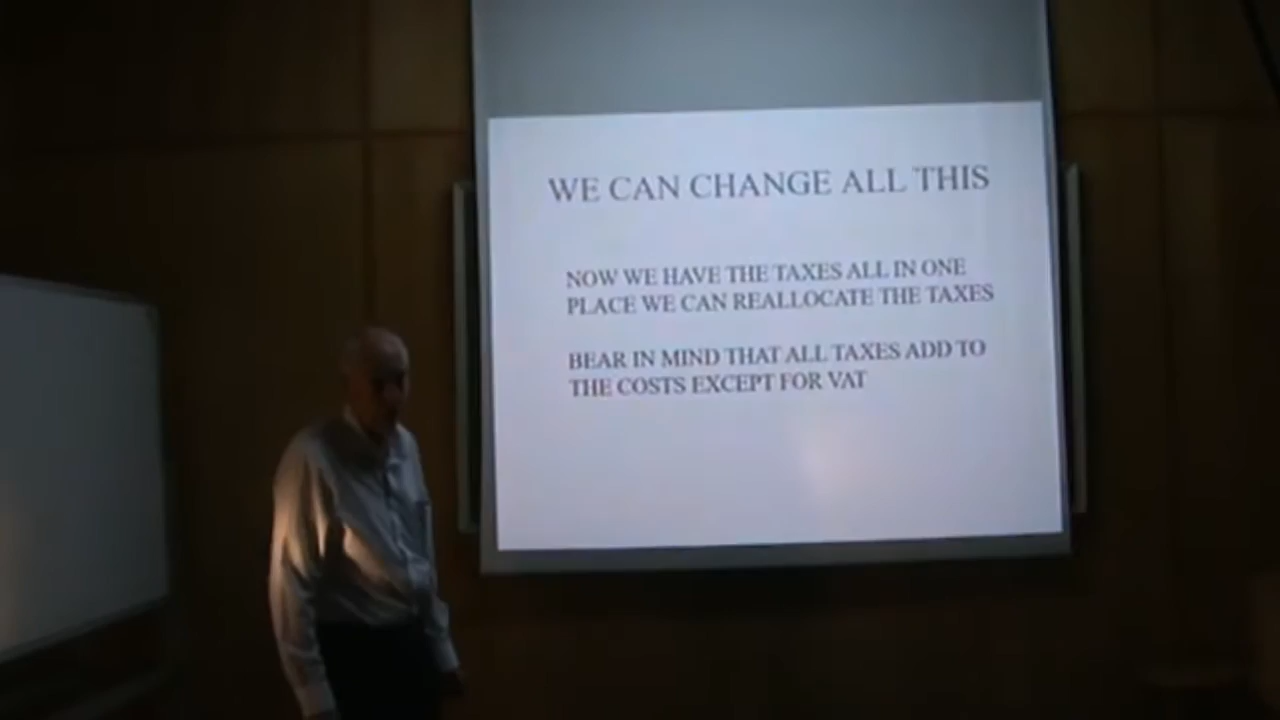 WE CAN CHANGE ALL THIS
NOW WE HAVE THE TAXES ALL IN ONE
PLACE WE CAN REALLOCATE THE TAXES
BEAR IN MIND THAT ALL TAXES ADD TO
THE COSTS EXCEPT FOR VAT